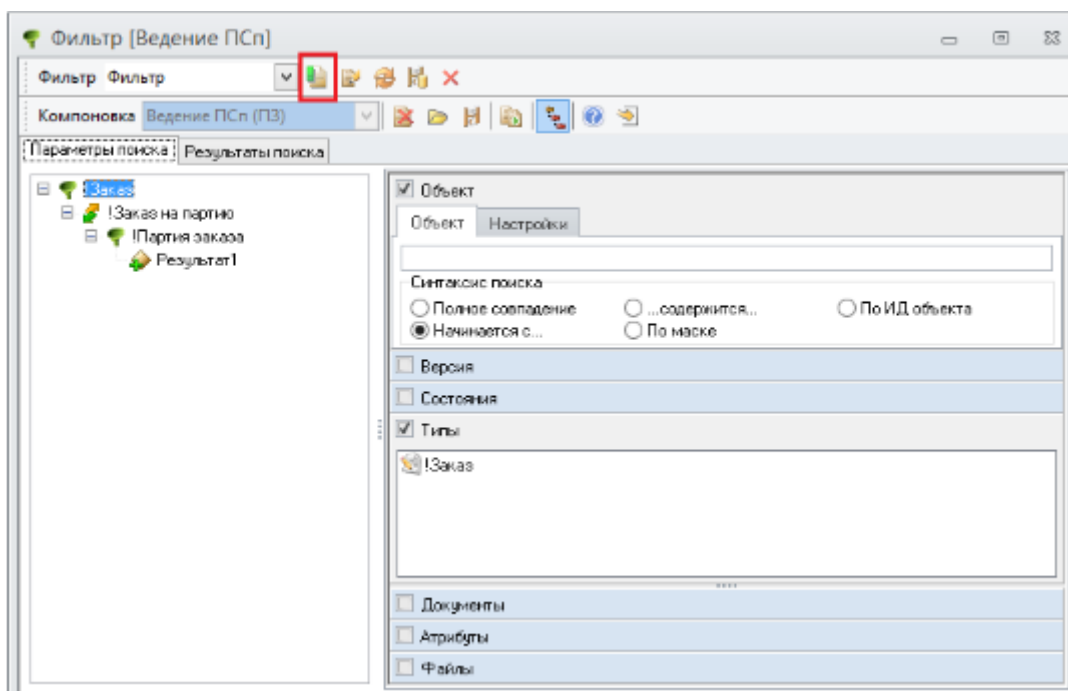 Фильтр [Ведение ПСп]
Фильтр Фильтр
Компоновка Ведение ПСп (ПЗ)
Параметры поиска Результаты поиска
!Заказ
!Заказ на партию
!Партия заказа
Результат1
Объект
Объект Настройки
Синтаксис поиска
Полное совпадение ...содержится... По ИД объекта
Начинается с... По маске
Версия
Состояния
Типы
!Заказ
Документы
Атрибуты
Файлы